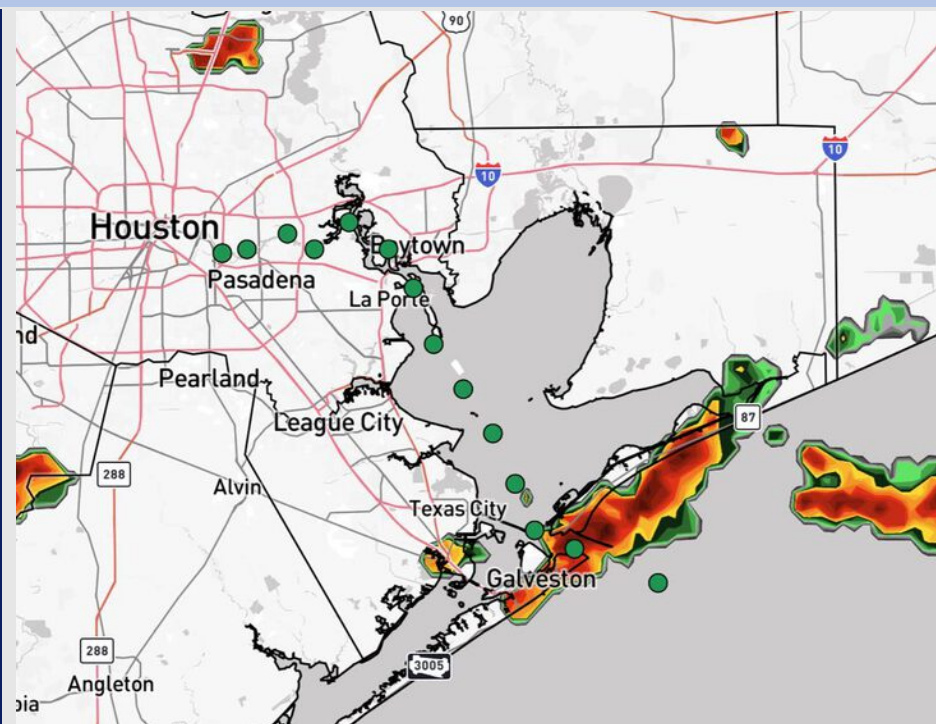 90
10
10
Houston
Baytown
Pasadena
La Porte
nd
Pearland
League City
87
288
Alvin
Texas City
Galveston
288
3005
Angleton
bia